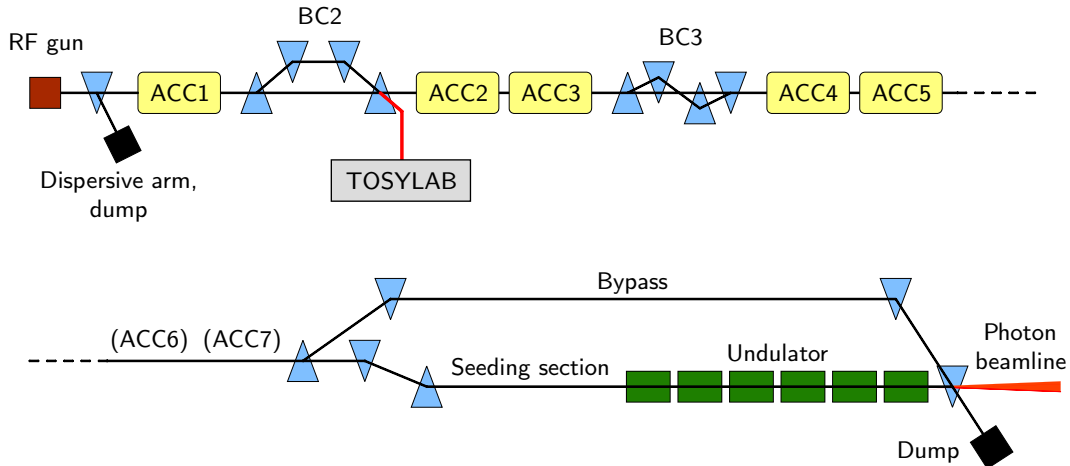 BC2
RF gun
BC3
ACC1
ACC2
ACC3
ACC4
ACC5
TOSYLAB
Dispersive arm,
dump
Bypass
(ACC6)
(ACC7)
Seeding section
Undulator
Photon
beamline
Dump